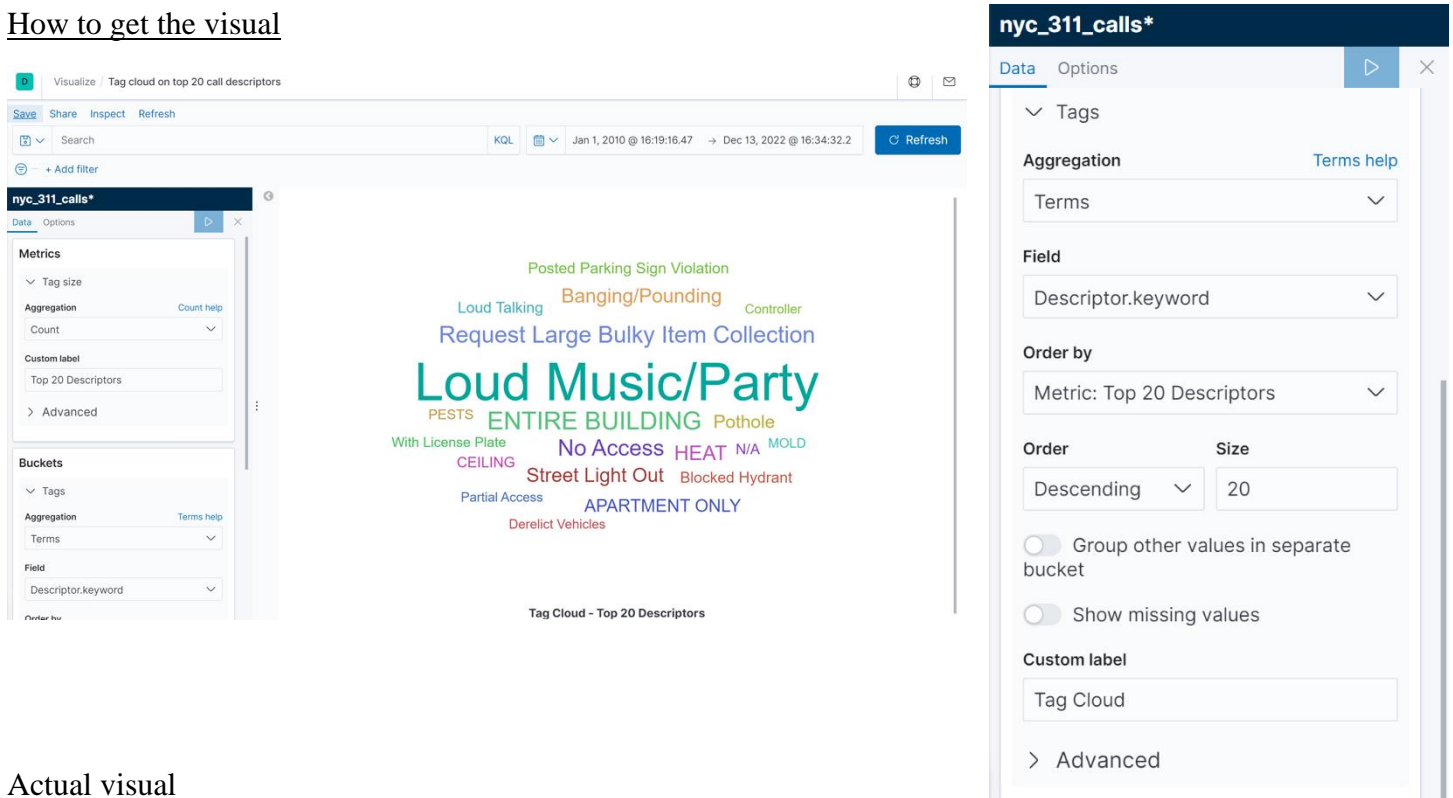 How to get the visual
D Visualize / Tag cloud on top 20 call descriptors
Save Share Inspect Refresh
Search KQL Jan 1, 2010 @ 16:19:16.47 → Dec 13, 2022 @ 16:34:32.2 Refresh
+ Add filter
nyc_311_calls*
Data Options
Metrics
Tag size
Aggregation Count help
Count
Custom label
Top 20 Descriptors
Advanced
Buckets
Tags
Aggregation Terms help
Terms
Field
Descriptor.keyword
Order by
Posted Parking Sign Violation
Banging/Pounding
Loud Talking
Controller
Request Large Bulky Item Collection
Loud Music/Party
PESTS
ENTIRE BUILDING
Pothole
With License Plate
No Access
HEAT
N/A
MOLD
CEILING
Street Light Out
Blocked Hydrant
Partial Access
APARTMENT ONLY
Derelict Vehicles
Tag Cloud - Top 20 Descriptors
nyc_311_calls*
Data Options
Tags
Aggregation Terms help
Terms
Field
Descriptor.keyword
Order by
Metric: Top 20 Descriptors
Order Size
Descending 20
Group other values in separate
bucket
Show missing values
Custom label
Tag Cloud
Advanced
Actual visual